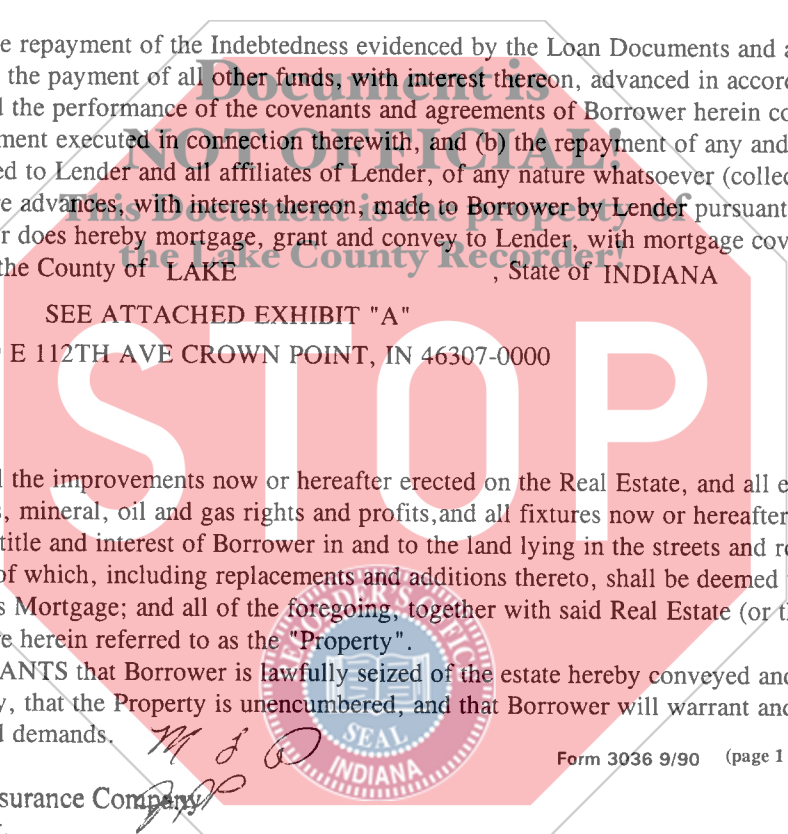 e repayment of the Indebtedness evidenced by the Loan Documents and a
the payment of all other funds, with interest thereon, advanced in accord
Document is
the performance of the covenants and agreements of Borrower herein co
ment executed in connection therewith, and (b) the repayment of any and
NOT OFFICIAL!
ed to Lender and all affiliates of Lender, of any nature whatsoever (collec
re advances, with interest thereon, made to Borrower by Lender pursuant
This Document is the property of
r does hereby mortgage, grant and convey to Lender, with mortgage cov
the Lake County Recorder!
the County of LAKE , State of INDIANA
SEE ATTACHED EXHIBIT "A"
E 112TH AVE CROWN POINT, IN 46307-0000
STOP
the improvements now or hereafter erected on the Real Estate, and all e
, mineral, oil and gas rights and profits,and all fixtures now or hereafter
title and interest of Borrower in and to the land lying in the streets and ro
of which, including replacements and additions thereto, shall be deemed
s Mortgage; and all of the foregoing, together with said Real Estate (or th
re herein referred to as the "Property".
RECORDER'S OFFICE
ANTS that Borrower is lawfully seized of the estate hereby conveyed and
y, that the Property is unencumbered, and that Borrower will warrant and
d demands.
SEAL
INDIANA
Form 3036 9/90 (page 1
surance Company